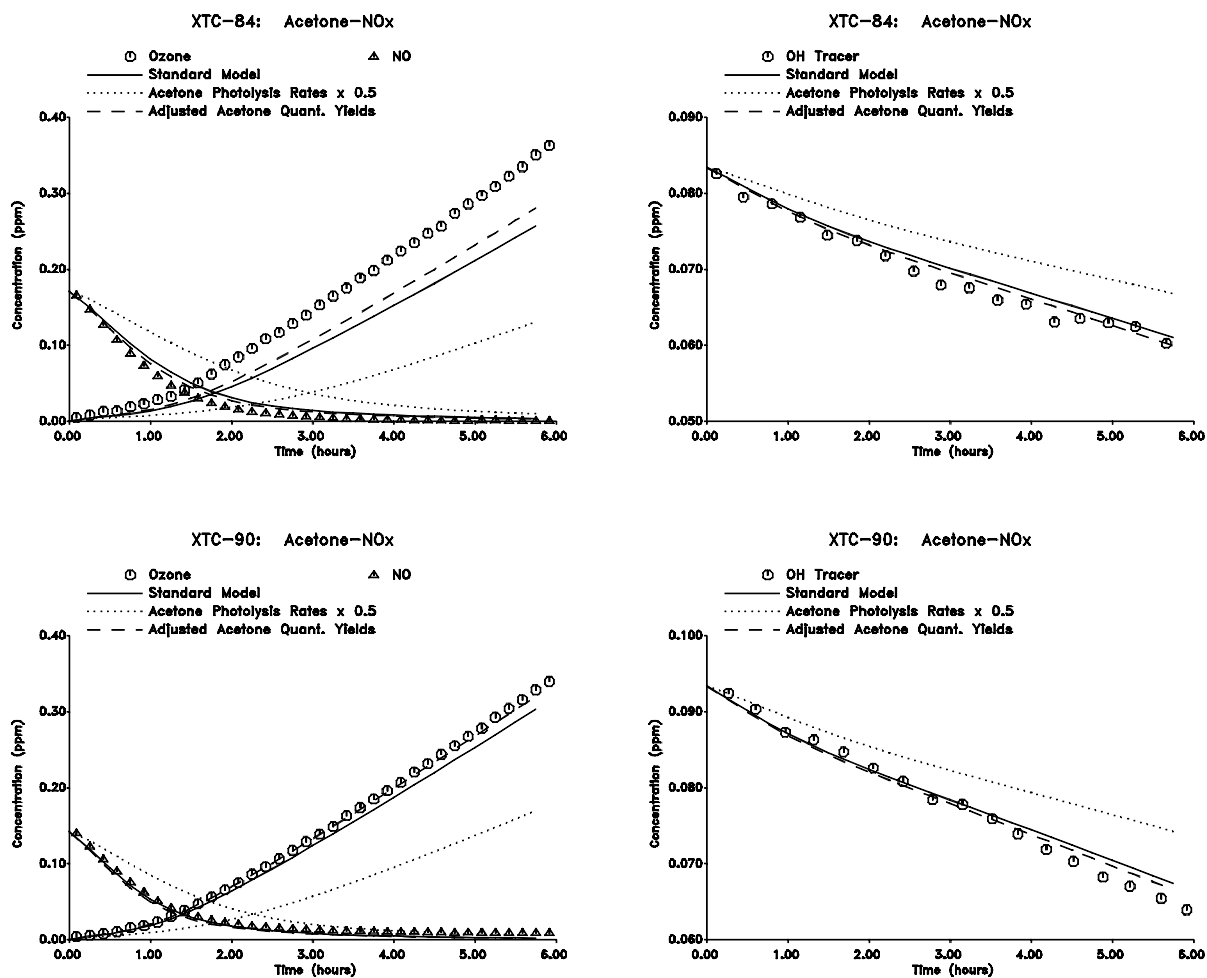 XTC-84: Acetone-NOx
Ozone NO
Standard Model
Acetone Photolysis Rates x 0.5
Adjusted Acetone Quant. Yields
0.40
0.30
0.20
0.10
0.00
Concentration (ppm)
0.00 1.00 2.00 3.00 4.00 5.00 6.00
Time (hours)
XTC-84: Acetone-NOx
OH Tracer
Standard Model
Acetone Photolysis Rates x 0.5
Adjusted Acetone Quant. Yields
0.090
0.080
0.070
0.060
0.050
Concentration (ppm)
0.00 1.00 2.00 3.00 4.00 5.00 6.00
Time (hours)
XTC-90: Acetone-NOx
Ozone NO
Standard Model
Acetone Photolysis Rates x 0.5
Adjusted Acetone Quant. Yields
0.40
0.30
0.20
0.10
0.00
Concentration (ppm)
0.00 1.00 2.00 3.00 4.00 5.00 6.00
Time (hours)
XTC-90: Acetone-NOx
OH Tracer
Standard Model
Acetone Photolysis Rates x 0.5
Adjusted Acetone Quant. Yields
0.100
0.090
0.080
0.070
0.060
Concentration (ppm)
0.00 1.00 2.00 3.00 4.00 5.00 6.00
Time (hours)